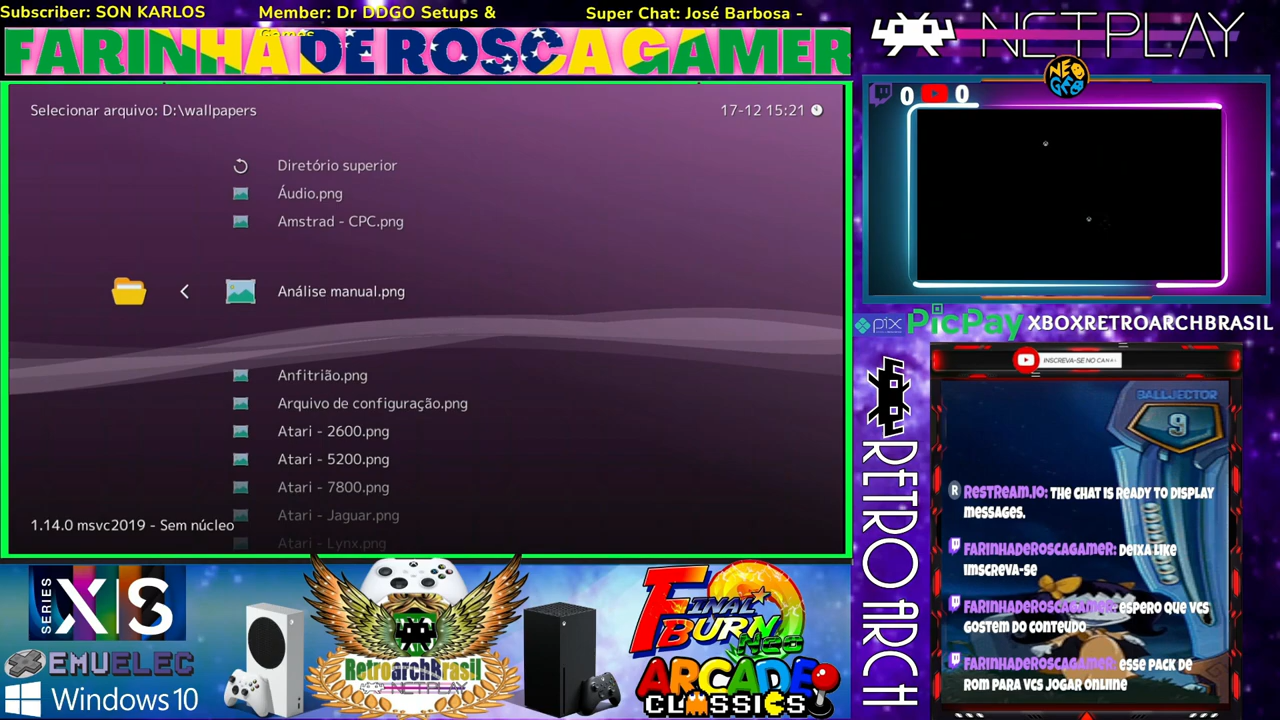 Subscriber: SON KARLOS
Member: Dr DDGO Setups &
Games
Super Chat: José Barbosa -
FARINHA DE ROSCA GAMER
NETPLAY
NEO
GEO
0 0
Selecionar arquivo: D:\wallpapers
17-12 15:21
Diretório superior
Áudio.png
Amstrad - CPC.png
Análise manual.png
Anfitrião.png
Arquivo de configuração.png
Atari - 2600.png
Atari - 5200.png
Atari - 7800.png
Atari - Jaguar.png
Atari - Lynx.png
1.14.0 msvc2019 - Sem núcleo
pix PicPay XBOXRETROARCHBRASIL
INSCREVA-SE NO CANAL
RETROARCH
BALLJECTOR
9
R RESTREAM.IO: THE CHAT IS READY TO DISPLAY
MESSAGES.
FARINHADEROSCAGAMER: DEIXA LIKE
IMSCREVA-SE
FARINHADEROSCAGAMER: ESPERO QUE VCS
GOSTEM DO CONTEUDO
FARINHADEROSCAGAMER: ESSE PACK DE
ROM PARA VCS JOGAR ONLIINE
SERIES
X|S
EMUELEC
Windows 10
RetroarchBrasil
NETPLAY
FINAL
BURN
NEO
ARCADE
CLASSICS